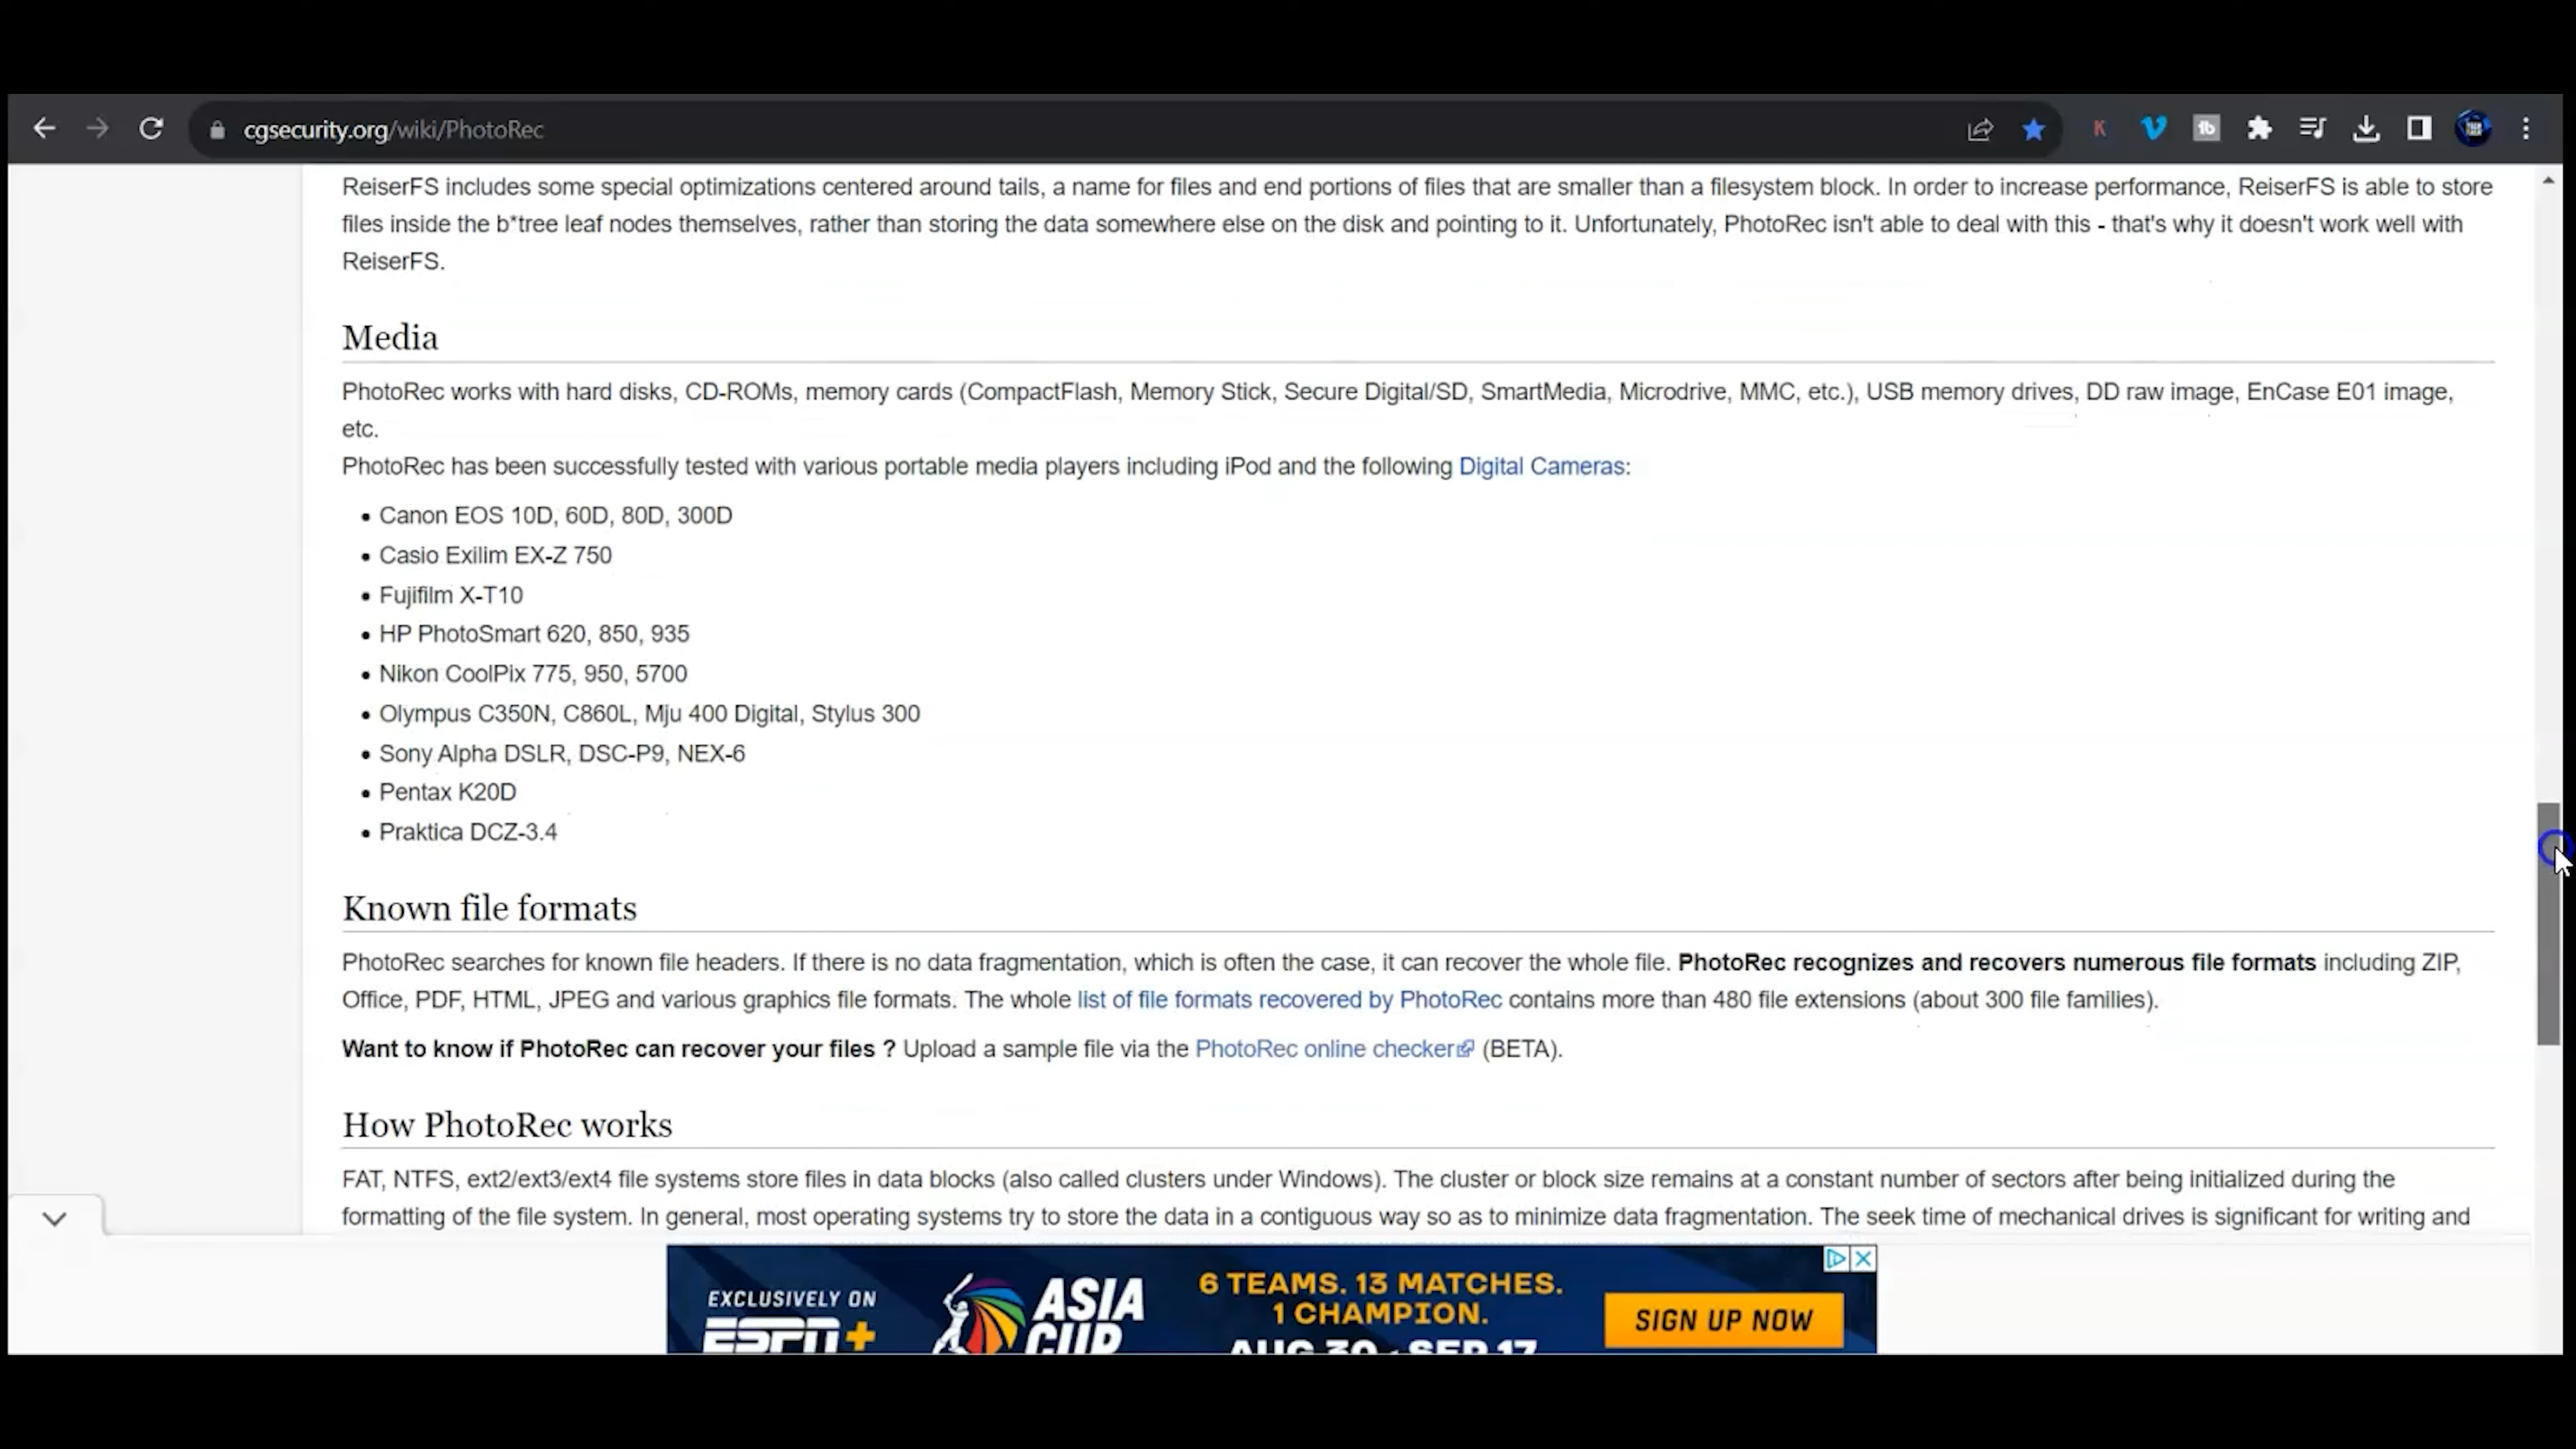 cgsecurity.org/wiki/PhotoRec
K
tb
ReiserFS includes some special optimizations centered around tails, a name for files and end portions of files that are smaller than a filesystem block. In order to increase performance, ReiserFS is able to store
files inside the b*tree leaf nodes themselves, rather than storing the data somewhere else on the disk and pointing to it. Unfortunately, PhotoRec isn't able to deal with this - that's why it doesn't work well with
ReiserFS.
Media
PhotoRec works with hard disks, CD-ROMs, memory cards (CompactFlash, Memory Stick, Secure Digital/SD, SmartMedia, Microdrive, MMC, etc.), USB memory drives, DD raw image, EnCase E01 image,
etc.
PhotoRec has been successfully tested with various portable media players including iPod and the following Digital Cameras:
• Canon EOS 10D, 60D, 80D, 300D
• Casio Exilim EX-Z 750
• Fujifilm X-T10
• HP PhotoSmart 620, 850, 935
• Nikon CoolPix 775, 950, 5700
• Olympus C350N, C860L, Mju 400 Digital, Stylus 300
• Sony Alpha DSLR, DSC-P9, NEX-6
• Pentax K20D
• Praktica DCZ-3.4
Known file formats
PhotoRec searches for known file headers. If there is no data fragmentation, which is often the case, it can recover the whole file. PhotoRec recognizes and recovers numerous file formats including ZIP,
Office, PDF, HTML, JPEG and various graphics file formats. The whole list of file formats recovered by PhotoRec contains more than 480 file extensions (about 300 file families).
Want to know if PhotoRec can recover your files ? Upload a sample file via the PhotoRec online checker (BETA).
How PhotoRec works
FAT, NTFS, ext2/ext3/ext4 file systems store files in data blocks (also called clusters under Windows). The cluster or block size remains at a constant number of sectors after being initialized during the
formatting of the file system. In general, most operating systems try to store the data in a contiguous way so as to minimize data fragmentation. The seek time of mechanical drives is significant for writing and
EXCLUSIVELY ON
ESPN+
ASIA
CUP
6 TEAMS. 13 MATCHES.
1 CHAMPION.
AUG 30 - SEP 17
SIGN UP NOW